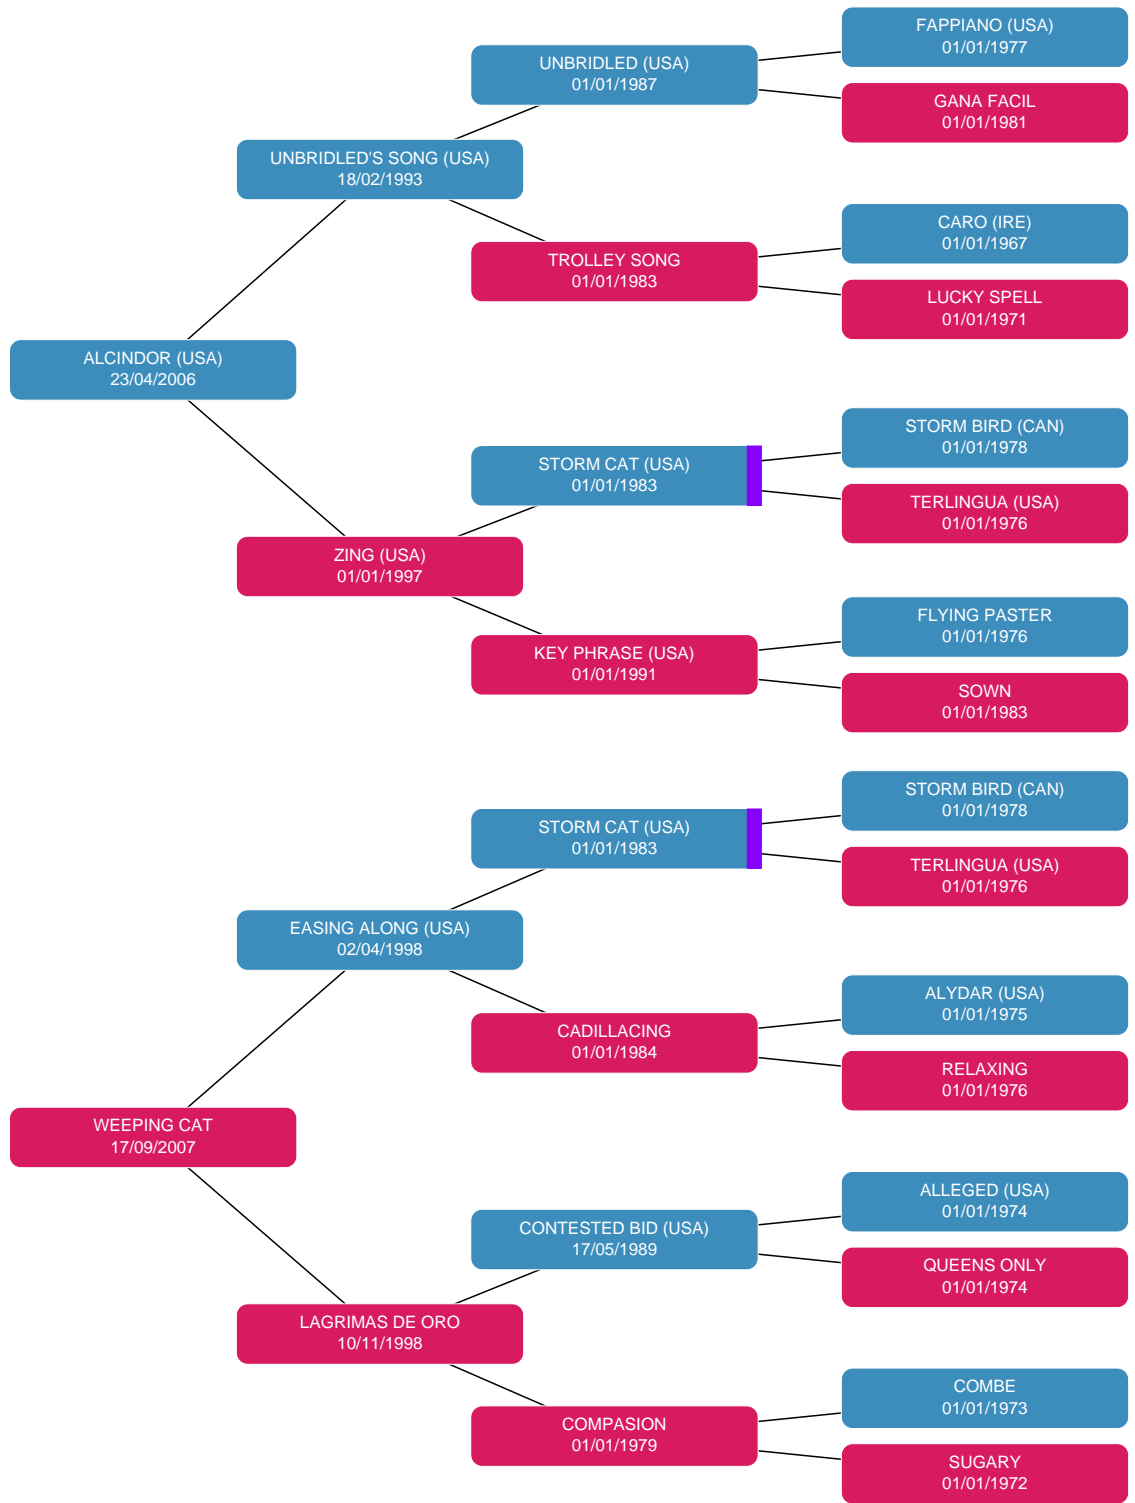 FAPPIANO (USA)
01/01/1977
UNBRIDLED (USA)
01/01/1987
GANA FACIL
01/01/1981
UNBRIDLED'S SONG (USA)
18/02/1993
CARO (IRE)
01/01/1967
TROLLEY SONG
01/01/1983
LUCKY SPELL
01/01/1971
ALCINDOR (USA)
23/04/2006
STORM BIRD (CAN)
01/01/1978
STORM CAT (USA)
01/01/1983
TERLINGUA (USA)
01/01/1976
ZING (USA)
01/01/1997
FLYING PASTER
01/01/1976
KEY PHRASE (USA)
01/01/1991
SOWN
01/01/1983
STORM BIRD (CAN)
01/01/1978
STORM CAT (USA)
01/01/1983
TERLINGUA (USA)
01/01/1976
EASING ALONG (USA)
02/04/1998
ALYDAR (USA)
01/01/1975
CADILLACING
01/01/1984
RELAXING
01/01/1976
WEEPING CAT
17/09/2007
ALLEGED (USA)
01/01/1974
CONTESTED BID (USA)
17/05/1989
QUEENS ONLY
01/01/1974
LAGRIMAS DE ORO
10/11/1998
COMBE
01/01/1973
COMPASION
01/01/1979
SUGARY
01/01/1972